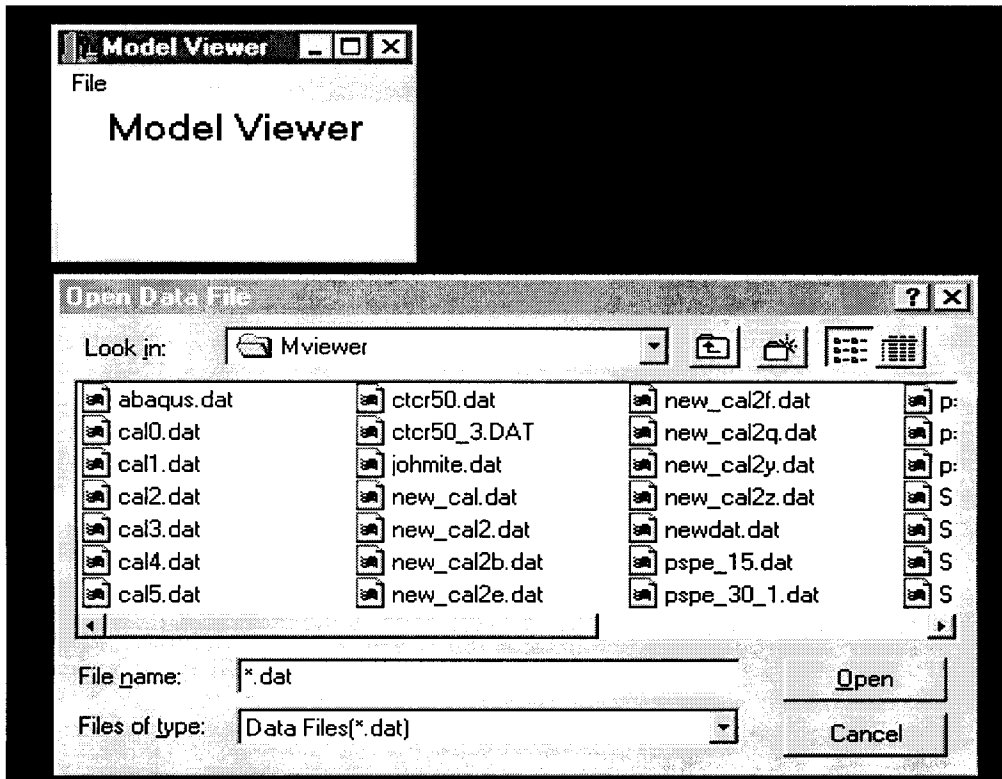 Model Viewer
File
Model Viewer
Open Data File
Look in: Mviewer
abaqus.dat ctcr50.dat new_cal2f.dat p
cal0.dat ctcr50_3.DAT new_cal2q.dat p
cal1.dat johmite.dat new_cal2y.dat p
cal2.dat new_cal.dat new_cal2z.dat S
cal3.dat new_cal2.dat newdat.dat S
cal4.dat new_cal2b.dat pspe_15.dat S
cal5.dat new_cal2e.dat pspe_30_1.dat S
File name: *.dat Open
Files of type: Data Files(*.dat) Cancel